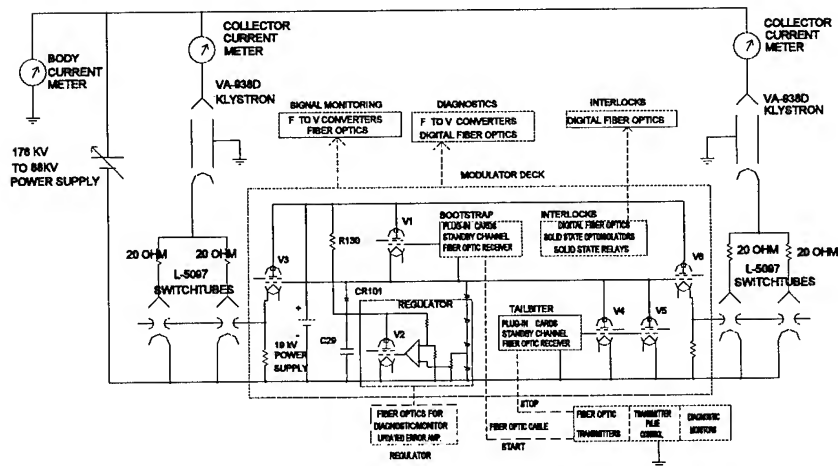 COLLECTOR
CURRENT
METER
COLLECTOR
CURRENT
METER
BODY
CURRENT
METER
VA-938D
KLYSTRON
VA-938D
KLYSTRON
SIGNAL MONITORING
F TO V CONVERTERS
FIBER OPTICS
DIAGNOSTICS
F TO V CONVERTERS
DIGITAL FIBER OPTICS
INTERLOCKS
DIGITAL FIBER OPTICS
176 KV
TO 88KV
POWER SUPPLY
MODULATOR DECK
20 OHM
20 OHM
L-5097
SWITCHTUBES
V3
R130
V1
BOOTSTRAP
PLUG-IN CARDS
STANDBY CHANNEL
FIBER OPTIC RECEIVER
INTERLOCKS
DIGITAL FIBER OPTICS
SOLID STATE OPTOISOLATORS
SOLID STATE RELAYS
V6
20 OHM
20 OHM
L-5097
SWITCHTUBES
CR101
REGULATOR
V2
+
-
19 kV
POWER
SUPPLY
C29
TAILBITER
PLUG-IN CARDS
STANDBY CHANNEL
FIBER OPTIC RECEIVER
V4
V5
FIBER OPTICS FOR
DIAGNOSTIC/MONITOR
UPDATED ERROR AMP.
REGULATOR
STOP
FIBER OPTIC CABLE
START
FIBER OPTIC
TRANSMITTERS
TRANSMITTER
PULSE
CONTROL
DIAGNOSTIC
MONITORS